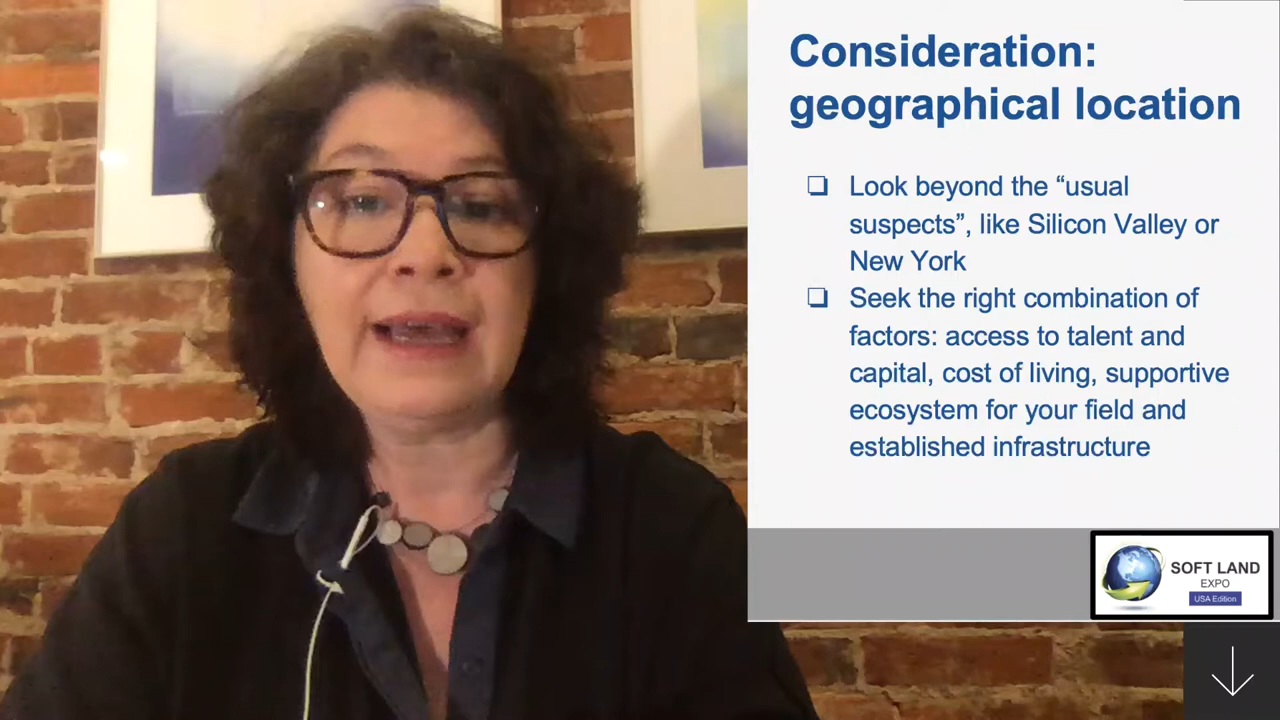 Consideration:
geographical location
❏ Look beyond the “usual
suspects”, like Silicon Valley or
New York
❏ Seek the right combination of
factors: access to talent and
capital, cost of living, supportive
ecosystem for your field and
established infrastructure
SOFT LAND
EXPO
USA Edition